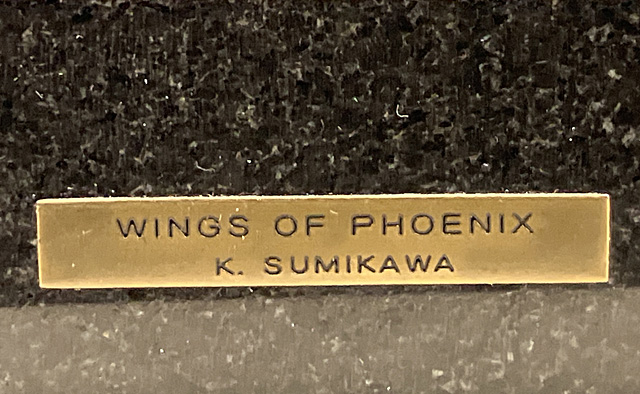 WINGS OF PHOENIX
K. SUMIKAWA